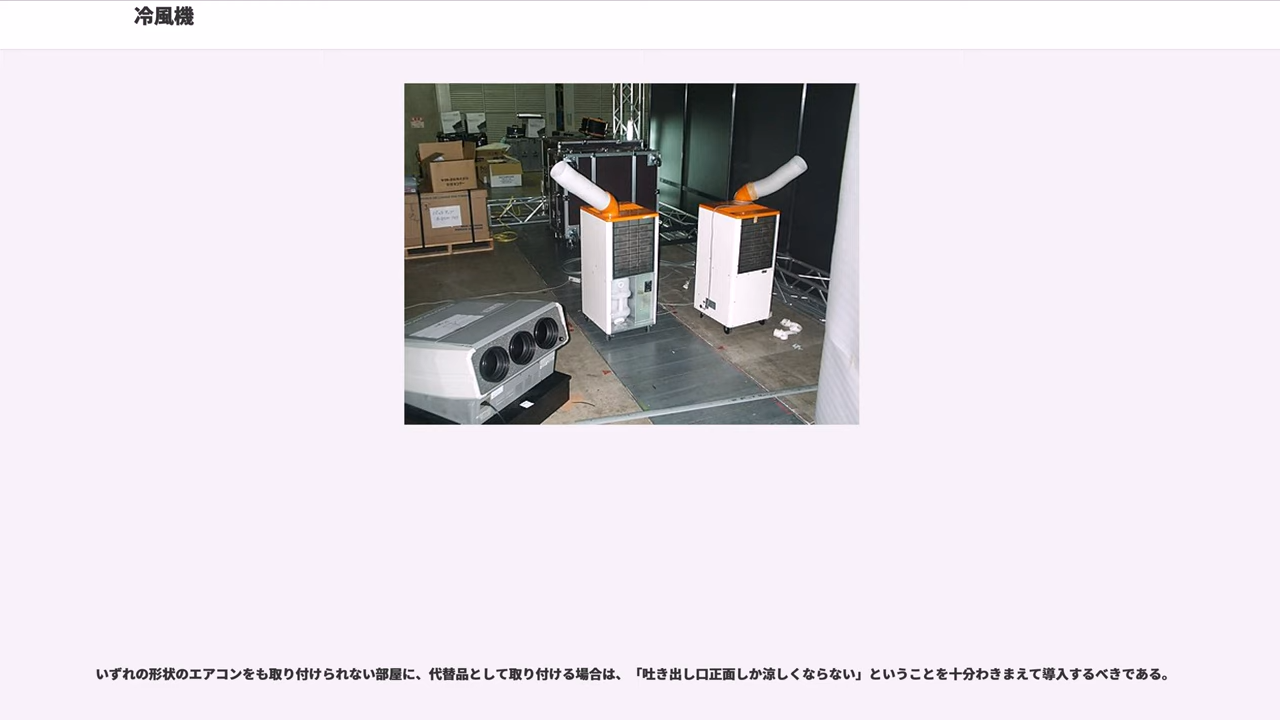 冷風機
いずれの形状のエアコンをも取り付けられない部屋に、代替品として取り付ける場合は、「吐き出し口正面しか涼しくならない」ということを十分わきまえて導入するべきである。